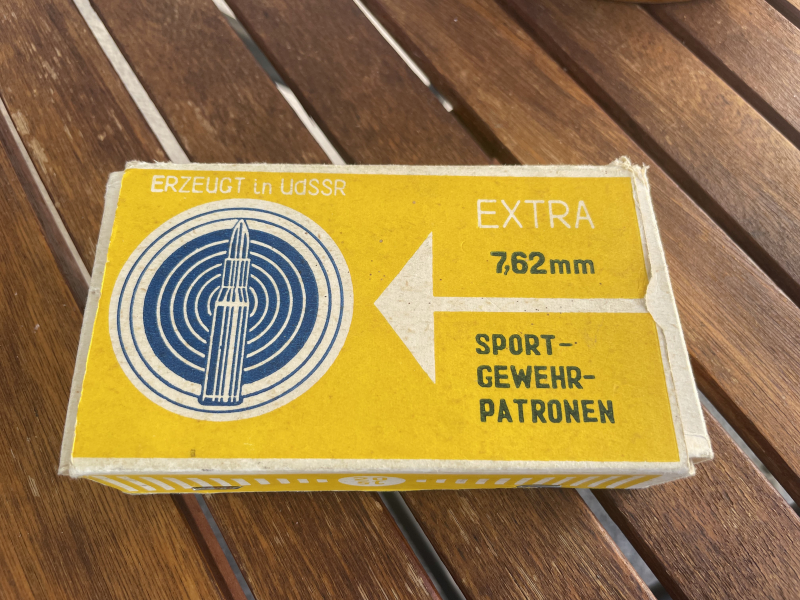 ERZEUGT in UdSSR
EXTRA
7,62mm
SPORT-
GEWEHR-
PATRONEN